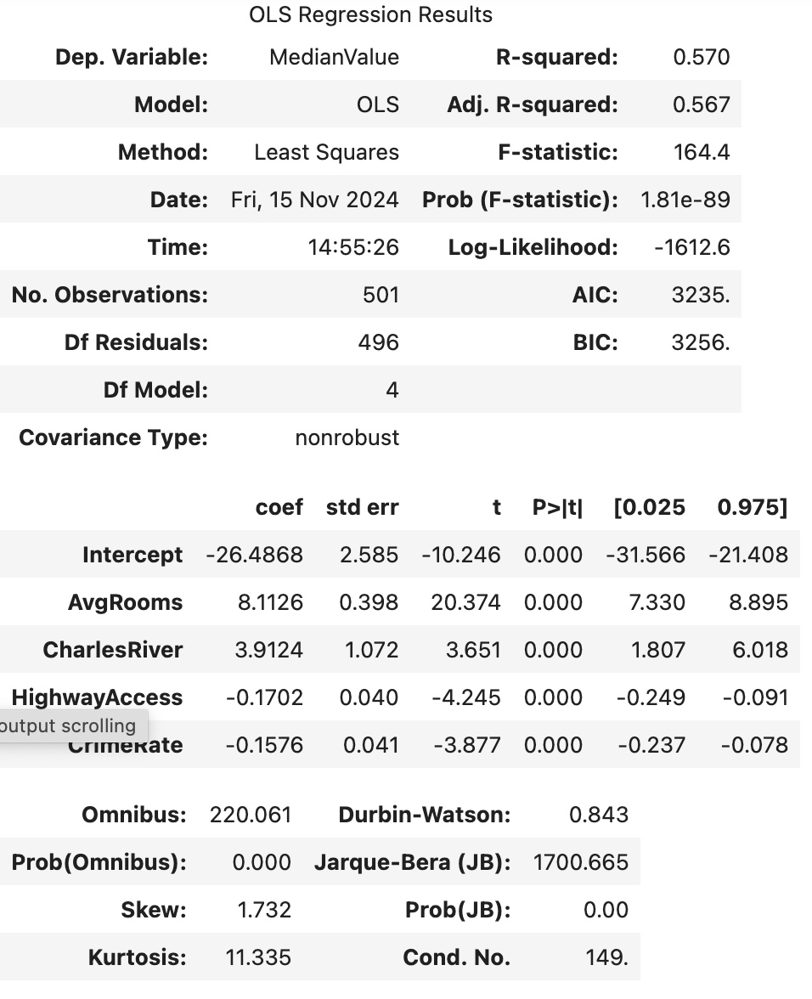 OLS Regression Results
Dep. Variable: MedianValue R-squared: 0.570
Model: OLS Adj. R-squared: 0.567
Method: Least Squares F-statistic: 164.4
Date: Fri, 15 Nov 2024 Prob (F-statistic): 1.81e-89
Time: 14:55:26 Log-Likelihood: -1612.6
No. Observations: 501 AIC: 3235.
Df Residuals: 496 BIC: 3256.
Df Model: 4
Covariance Type: nonrobust
coef std err t P>|t| [0.025 0.975]
Intercept -26.4868 2.585 -10.246 0.000 -31.566 -21.408
AvgRooms 8.1126 0.398 20.374 0.000 7.330 8.895
CharlesRiver 3.9124 1.072 3.651 0.000 1.807 6.018
HighwayAccess -0.1702 0.040 -4.245 0.000 -0.249 -0.091
output scrolling
CrimeRate -0.1576 0.041 -3.877 0.000 -0.237 -0.078
Omnibus: 220.061 Durbin-Watson: 0.843
Prob(Omnibus): 0.000 Jarque-Bera (JB): 1700.665
Skew: 1.732 Prob(JB): 0.00
Kurtosis: 11.335 Cond. No. 149.